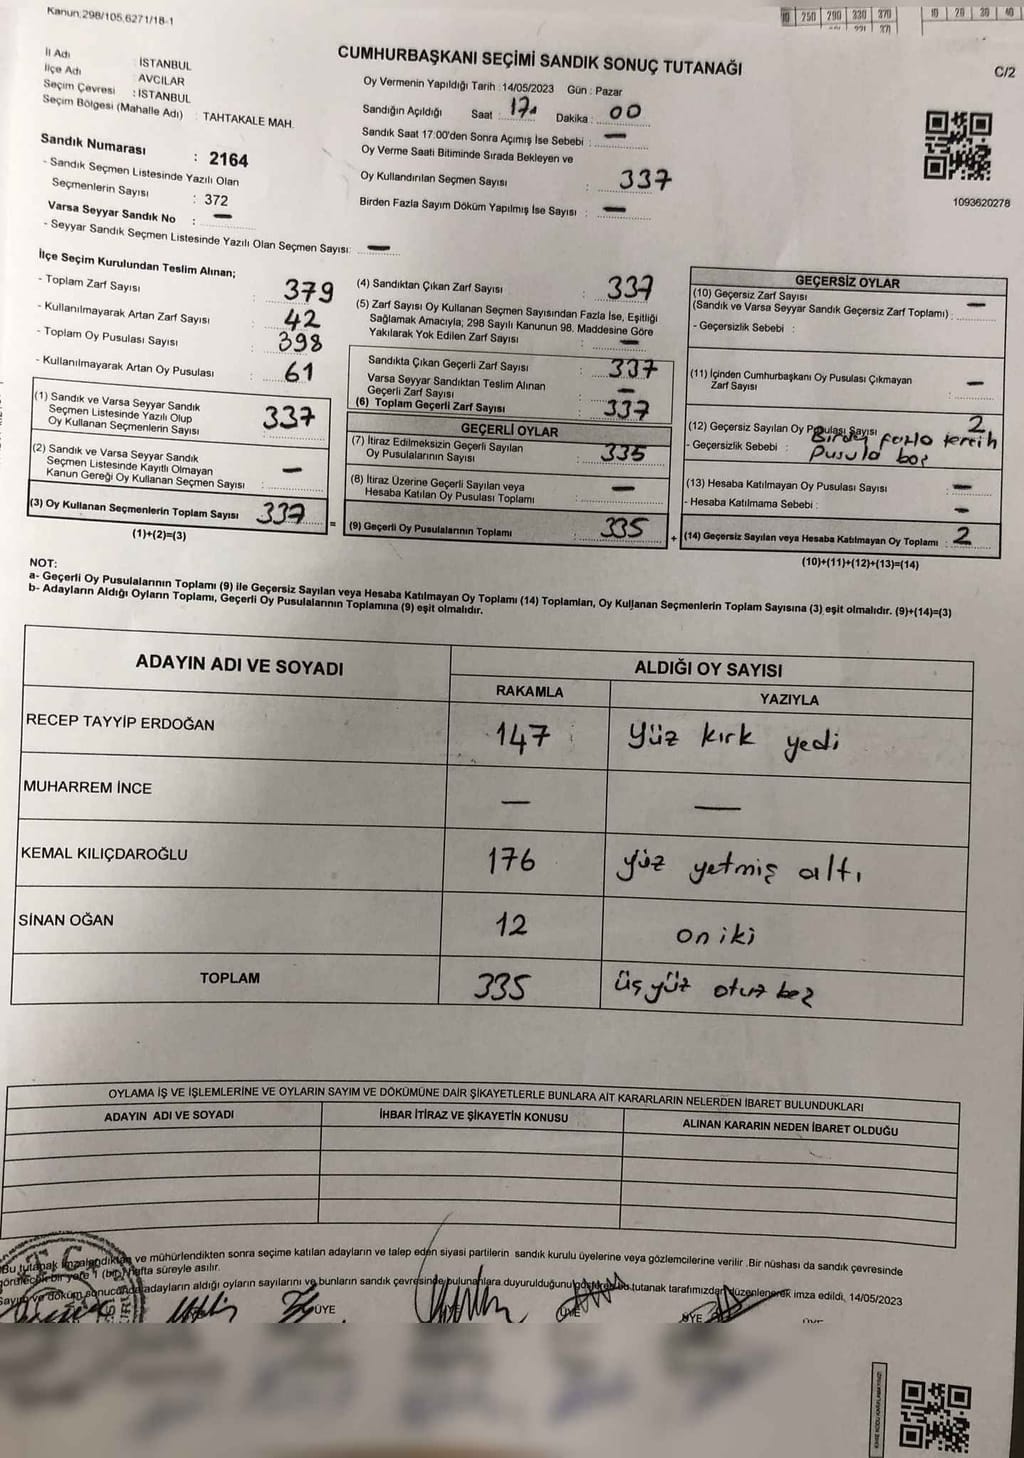 Kanun:298/105,6271/18-1
10 250 290 330 370
10 20 30 40
CUMHURBAŞKANI SEÇİMİ SANDIK SONUÇ TUTANAĞI
C/2
İl Adı : İSTANBUL
İlçe Adı AVCILAR
Seçim Çevresi : İSTANBUL
Seçim Bölgesi (Mahalle Adı) : TAHTAKALE MAH.
Oy Vermenin Yapıldığı Tarih :14/05/2023 Gün : Pazar
Sandığın Açıldığı Saat : 17. Dakika : 00
Sandık Saat 17:00'den Sonra Açımış İse Sebebi : —
Oy Verme Saati Bitiminde Sırada Bekleyen ve
Oy Kullandırılan Seçmen Sayısı : 337
Birden Fazla Sayım Döküm Yapılmış İse Sayısı : —
1093620278
Sandık Numarası : 2164
- Sandık Seçmen Listesinde Yazılı Olan
Seçmenlerin Sayısı : 372
Varsa Seyyar Sandık No : —
- Seyyar Sandık Seçmen Listesinde Yazılı Olan Seçmen Sayısı: —
İlçe Seçim Kurulundan Teslim Alınan;
- Toplam Zarf Sayısı : 379
- Kullanılmayarak Artan Zarf Sayısı : 42
- Toplam Oy Pusulası Sayısı : 398
- Kullanılmayarak Artan Oy Pusulası : 61
(1) Sandık ve Varsa Seyyar Sandık
Seçmen Listesinde Yazılı Olup
Oy Kullanan Seçmenlerin Sayısı : 337
(2) Sandık ve Varsa Seyyar Sandık
Seçmen Listesinde Kayıtlı Olmayan
Kanun Gereği Oy Kullanan Seçmen Sayısı : —
(3) Oy Kullanan Seçmenlerin Toplam Sayısı 337
(1)+(2)=(3)
=
(4) Sandıktan Çıkan Zarf Sayısı : 337
(5) Zarf Sayısı Oy Kullanan Seçmen Sayısından Fazla İse, Eşitliği
Sağlamak Amacıyla, 298 Sayılı Kanunun 98. Maddesine Göre
Yakılarak Yok Edilen Zarf Sayısı : —
Sandıkta Çıkan Geçerli Zarf Sayısı : 337
Varsa Seyyar Sandıktan Teslim Alınan
Geçerli Zarf Sayısı : —
(6) Toplam Geçerli Zarf Sayısı : 337
GEÇERLİ OYLAR
(7) İtiraz Edilmeksizin Geçerli Sayılan
Oy Pusulalarının Sayısı : 335
(8) İtiraz Üzerine Geçerli Sayılan veya
Hesaba Katılan Oy Pusulası Toplamı : —
(9) Geçerli Oy Pusulalarının Toplamı : 335
+
GEÇERSİZ OYLAR
(10) Geçersiz Zarf Sayısı
(Sandık ve Varsa Seyyar Sandık Geçersiz Zarf Toplamı) : —
- Geçersizlik Sebebi :
(11) İçinden Cumhurbaşkanı Oy Pusulası Çıkmayan
Zarf Sayısı —
(12) Geçersiz Sayılan Oy Pusulası Sayısı 2
- Geçersizlik Sebebi : Birden fazla tercih
Pusula boş
(13) Hesaba Katılmayan Oy Pusulası Sayısı —
- Hesaba Katılmama Sebebi : —
(14) Geçersiz Sayılan veya Hesaba Katılmayan Oy Toplamı : 2
(10)+(11)+(12)+(13)=(14)
NOT:
a- Geçerli Oy Pusulalarının Toplamı (9) ile Geçersiz Sayılan veya Hesaba Katılmayan Oy Toplamı (14) Toplamları, Oy Kullanan Seçmenlerin Toplam Sayısına (3) eşit olmalıdır. (9)+(14)=(3)
b- Adayların Aldığı Oyların Toplamı, Geçerli Oy Pusulalarının Toplamına (9) eşit olmalıdır.
ADAYIN ADI VE SOYADI
ALDIĞI OY SAYISI
RAKAMLA YAZIYLA
RECEP TAYYİP ERDOĞAN 147 Yüz kırk yedi
MUHARREM İNCE — —
KEMAL KILIÇDAROĞLU 176 yüz yetmiş altı
SİNAN OĞAN 12 on iki
TOPLAM 335 üçyüz otuz beş
OYLAMA İŞ VE İŞLEMLERİNE VE OYLARIN SAYIM VE DÖKÜMÜNE DAİR ŞİKAYETLERLE BUNLARA AİT KARARLARIN NELERDEN İBARET BULUNDUKLARI
ADAYIN ADI VE SOYADI İHBAR İTİRAZ VE ŞİKAYETİN KONUSU ALINAN KARARIN NEDEN İBARET OLDUĞU
T.C.
Bu tutanak imzalandıktan ve mühürlendikten sonra seçime katılan adayların ve talep eden siyasi partilerin sandık kurulu üyelerine veya gözlemcilerine verilir .Bir nüshası da sandık çevresinde
görülecek bir yere 1 (bir) hafta süreyle asılır.
Sayım ve döküm sonucunda adayların aldığı oyların sayılarını ve bunların sandık çevresinde bulunanlara duyurulduğunu gösteren bu tutanak tarafımızdan düzenlenerek imza edildi, 14/05/2023
ÜYE ÜYE ÜYE